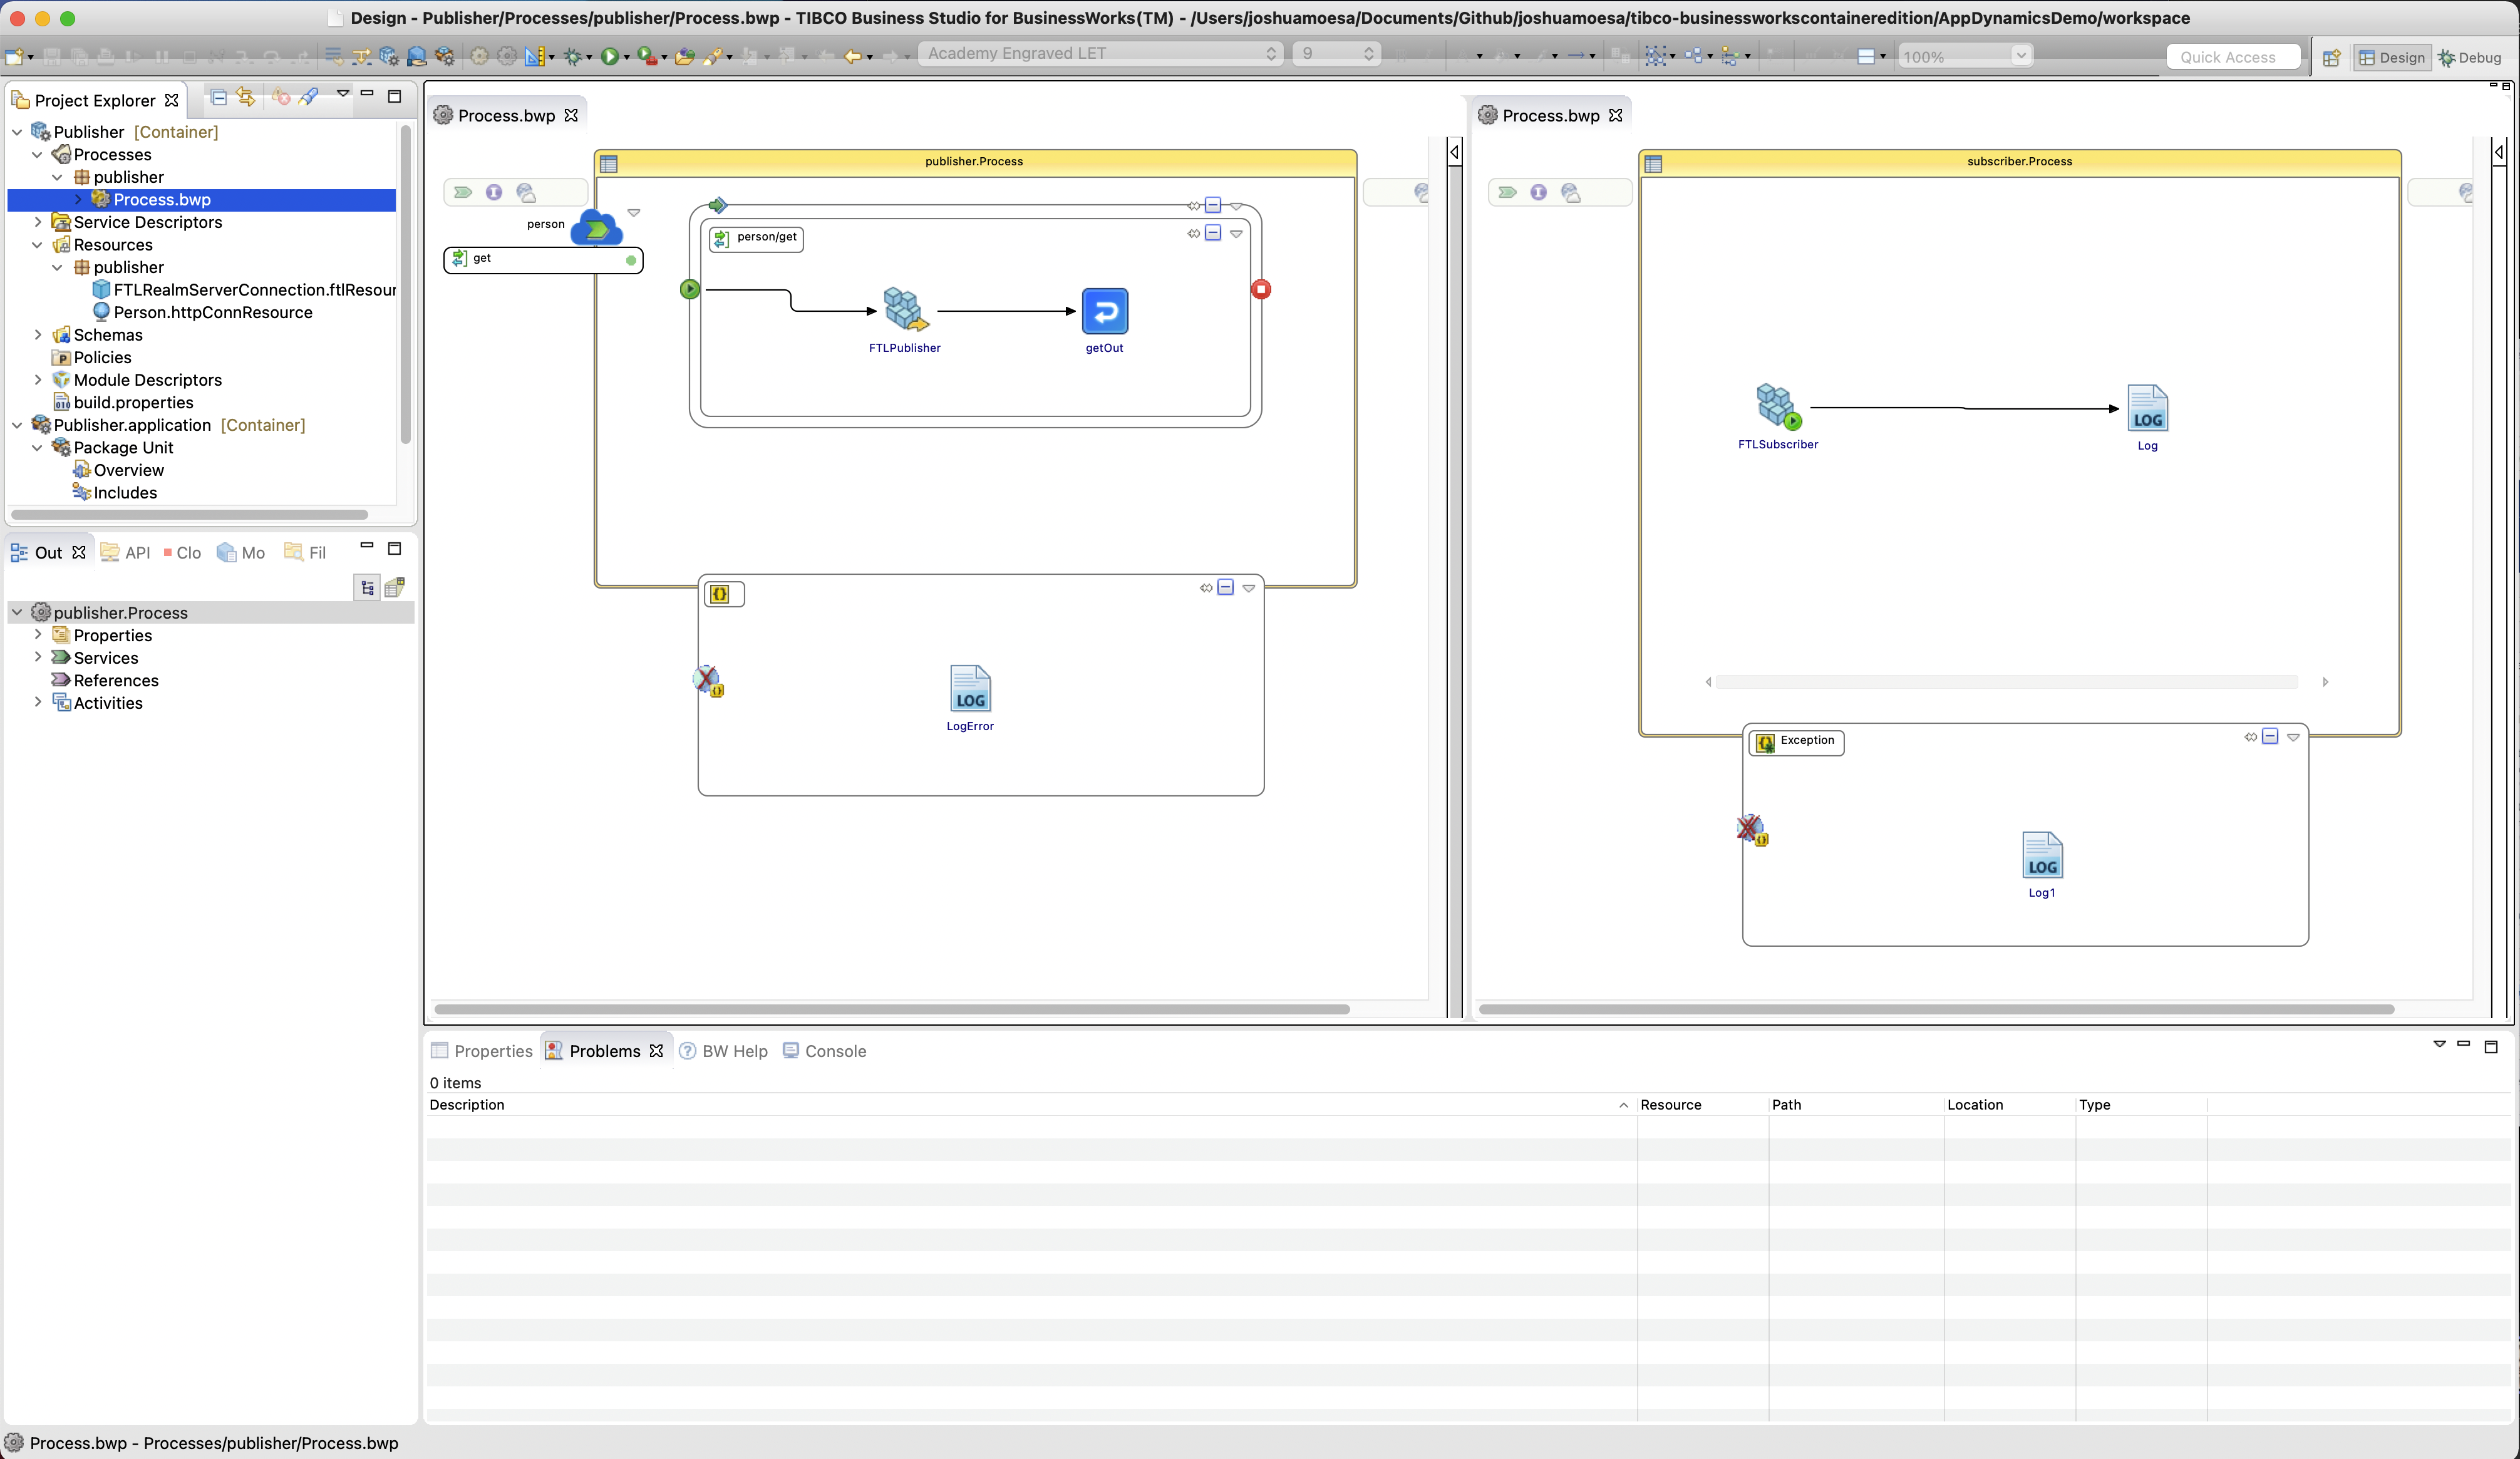 Design - Publisher/Processes/publisher/Process.bwp - TIBCO Business Studio for BusinessWorks(TM) - /Users/joshuamoesa/Documents/Github/joshuamoesa/tibco-businessworkscontaineredition/AppDynamicsDemo/workspace
Academy Engraved LET
9
100%
Quick Access
Design
Debug
Project Explorer
Publisher [Container]
Processes
publisher
Process.bwp
Service Descriptors
Resources
publisher
FTLRealmServerConnection.ftlResour
Person.httpConnResource
Schemas
Policies
Module Descriptors
build.properties
Publisher.application [Container]
Package Unit
Overview
Includes
Out
API
Clo
Mo
Fil
publisher.Process
Properties
Services
References
Activities
Process.bwp
publisher.Process
person
get
person/get
FTLPublisher
getOut
LOG
LogError
Process.bwp
subscriber.Process
FTLSubscriber
LOG
Log
Exception
LOG
Log1
Properties
Problems
BW Help
Console
0 items
Description
Resource
Path
Location
Type
Process.bwp - Processes/publisher/Process.bwp